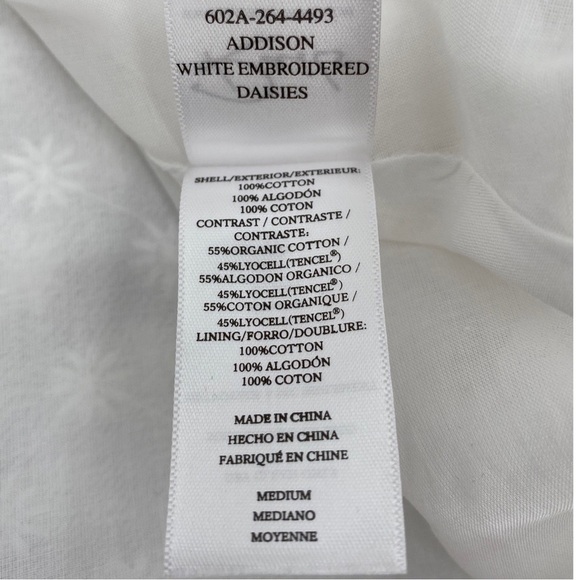 602A-264-4493
ADDISON
WHITE EMBROIDERED
DAISIES
SHELL/EXTERIOR/EXTERIEUR:
100%COTTON
100% ALGODÓN
100% COTON
CONTRAST / CONTRASTE /
CONTRASTE:
55%ORGANIC COTTON /
45%LYOCELL(TENCEL®)
55%ALGODON ORGANICO /
45%LYOCELL(TENCEL®)
55%COTON ORGANIQUE /
45%LYOCELL(TENCEL®)
LINING/FORRO/DOUBLURE:
100%COTTON
100% ALGODÓN
100% COTON
MADE IN CHINA
HECHO EN CHINA
FABRIQUÉ EN CHINE
MEDIUM
MEDIANO
MOYENNE